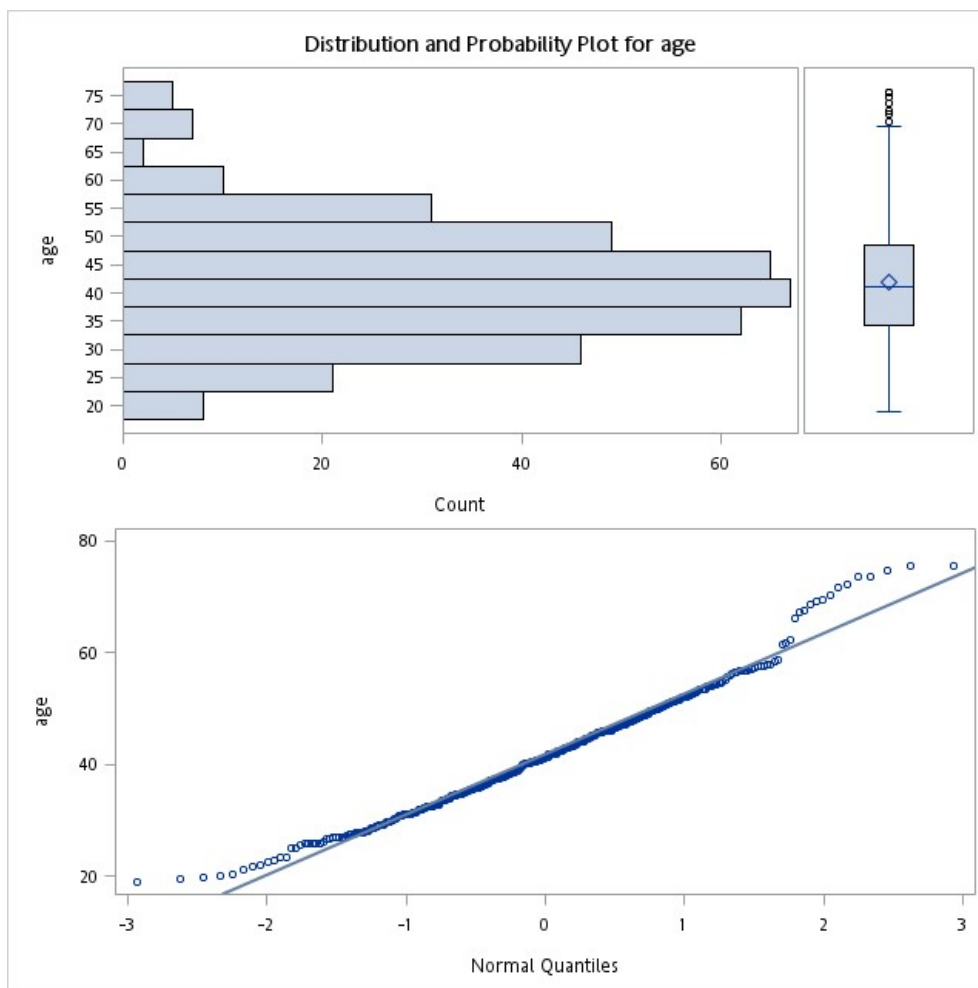 Distribution and Probability Plot for age
75
70
65
60
55
50
45
40
35
30
25
20
age
0 20 40 60
Count
80
60
40
20
age
-3 -2 -1 0 1 2 3
Normal Quantiles